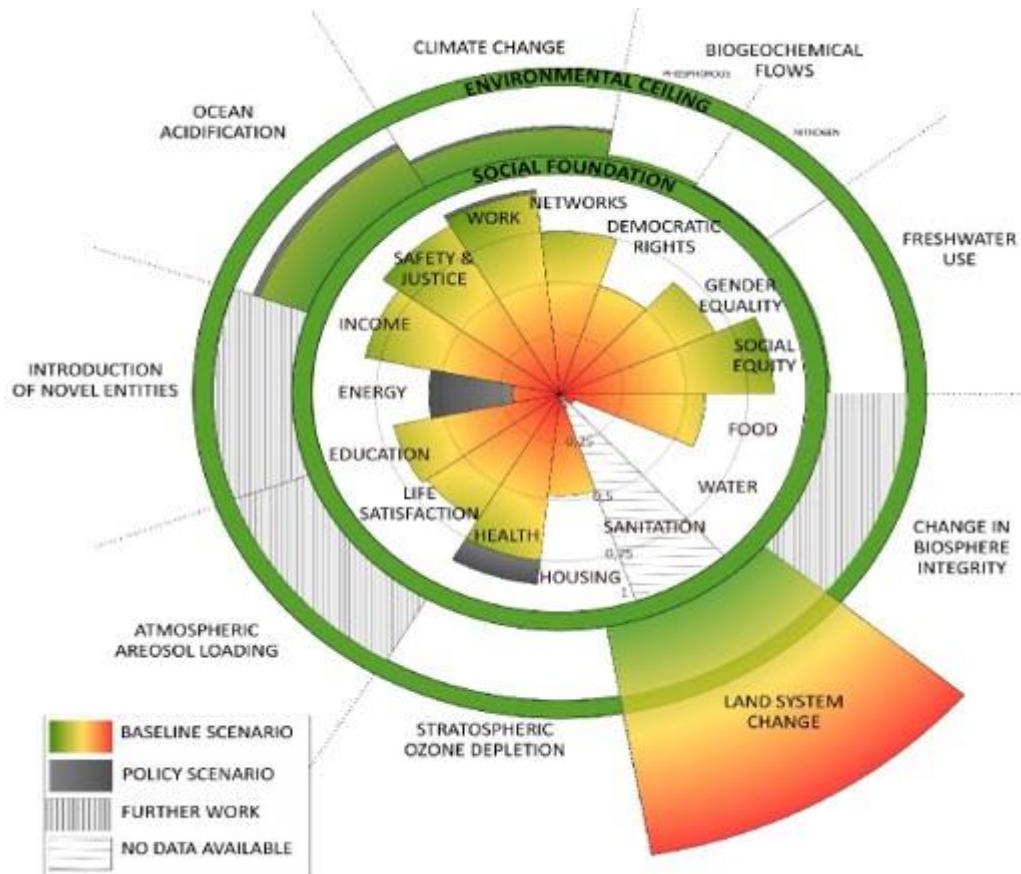 CLIMATE CHANGE
BIOGEOCHEMICAL
FLOWS
PHOSPHOROUS
ENVIRONMENTAL CEILING
OCEAN
ACIDIFICATION
NITROGEN
SOCIAL FOUNDATION
NETWORKS
WORK
DEMOCRATIC
RIGHTS
FRESHWATER
USE
SAFETY &
JUSTICE
GENDER
EQUALITY
INCOME
SOCIAL
EQUITY
INTRODUCTION
OF NOVEL ENTITIES
ENERGY
FOOD
0,25
EDUCATION
WATER
LIFE
SATISFACTION
0,5
SANITATION
HEALTH
0,75
HOUSING
1
CHANGE IN
BIOSPHERE
INTEGRITY
ATMOSPHERIC
AREOSOL LOADING
LAND SYSTEM
CHANGE
STRATOSPHERIC
OZONE DEPLETION
BASELINE SCENARIO
POLICY SCENARIO
FURTHER WORK
NO DATA AVAILABLE